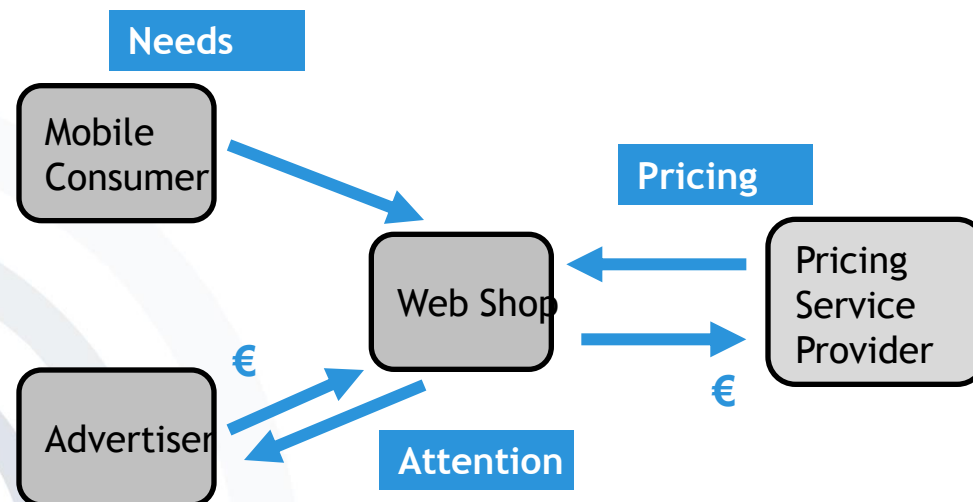 Needs
Mobile
Consumer
Pricing
Pricing
Service
Provider
Web Shop
€
€
Advertiser
Attention